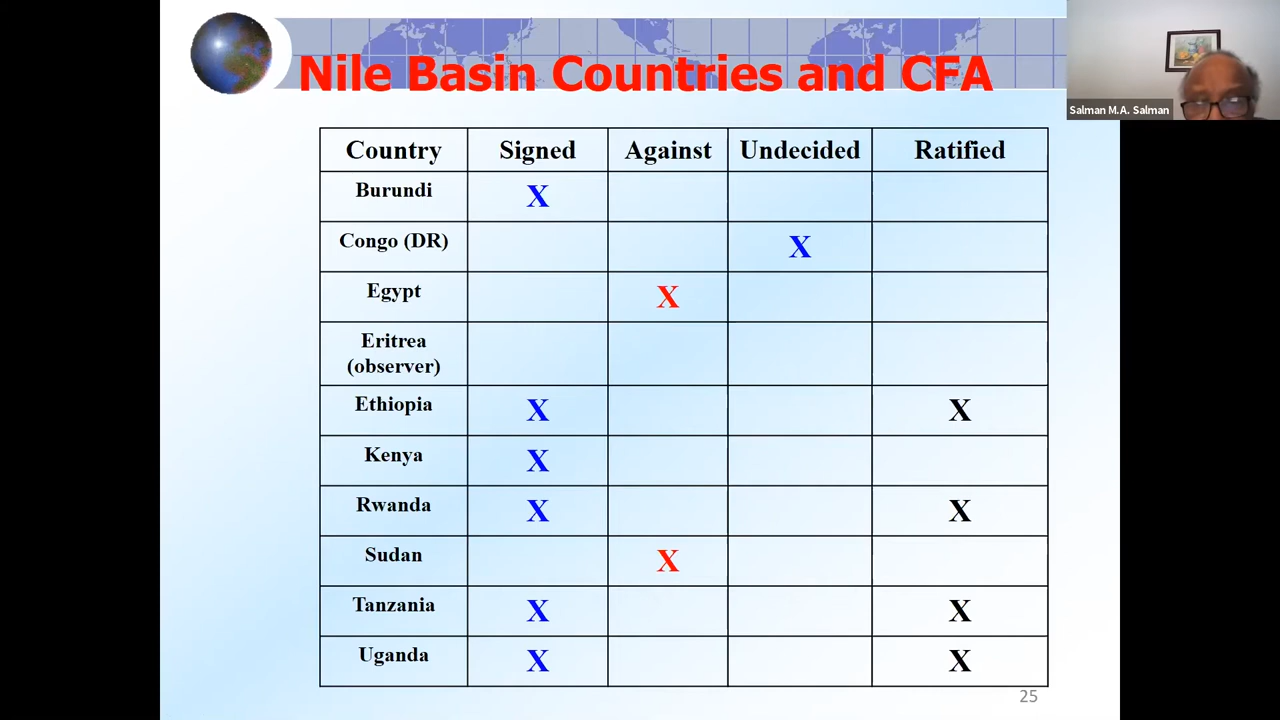 Nile Basin Countries and CFA
Salman M.A. Salman
Country Signed Against Undecided Ratified
Burundi X
Congo (DR) X
Egypt X
Eritrea
(observer)
Ethiopia X X
Kenya X
Rwanda X X
Sudan X
Tanzania X X
Uganda X X
25